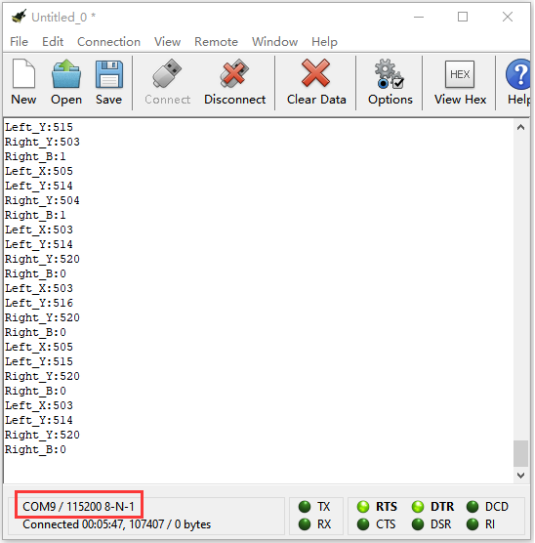 Untitled_0 *
File Edit Connection View Remote Window Help
New Open Save Connect Disconnect Clear Data Options HEX View Hex ? Help
Left_Y:515
Right_Y:503
Right_B:1
Left_X:505
Left_Y:514
Right_Y:504
Right_B:1
Left_X:503
Left_Y:514
Right_Y:520
Right_B:0
Left_X:503
Left_Y:516
Right_Y:520
Right_B:0
Left_X:505
Left_Y:515
Right_Y:520
Right_B:0
Left_X:503
Left_Y:514
Right_Y:520
Right_B:0
COM9 / 115200 8-N-1 TX RTS DTR DCD
Connected 00:05:47, 107407 / 0 bytes RX CTS DSR RI